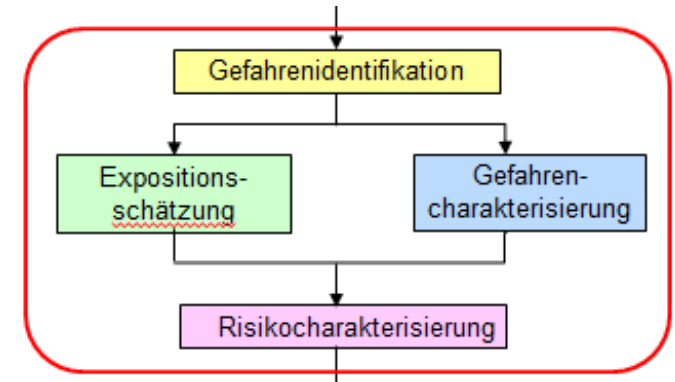 Gefahrenidentifikation
Expositions-
schätzung
Gefahren-
charakterisierung
Risikocharakterisierung